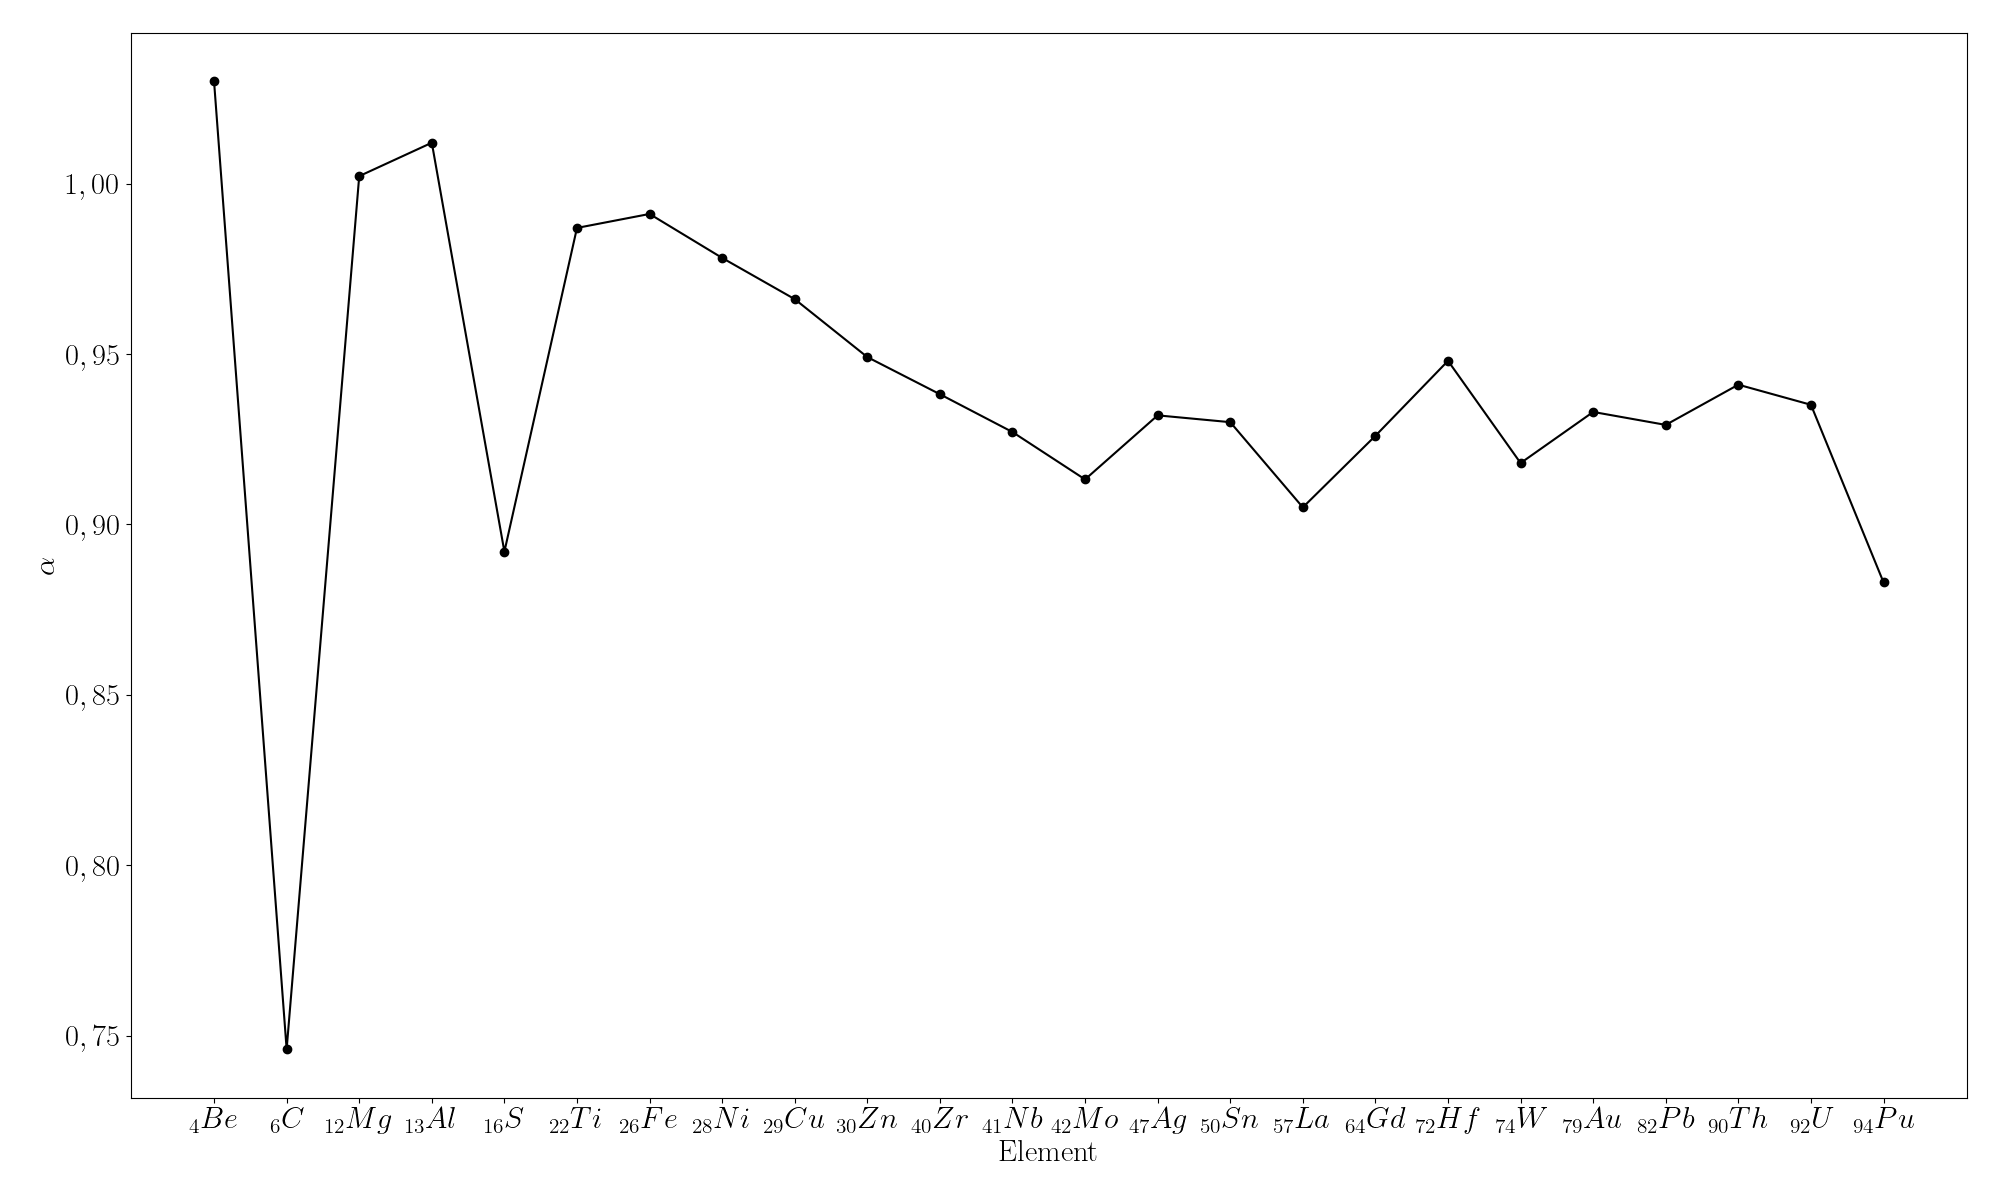 1,00
0,95
0,90
0,85
0,80
0,75
α
₄Be ₆C ₁₂Mg ₁₃Al ₁₆S ₂₂Ti ₂₆Fe ₂₈Ni ₂₉Cu ₃₀Zn ₄₀Zr ₄₁Nb ₄₂Mo ₄₇Ag ₅₀Sn ₅₇La ₆₄Gd ₇₂Hf ₇₄W ₇₉Au ₈₂Pb ₉₀Th ₉₂U ₉₄Pu
Element